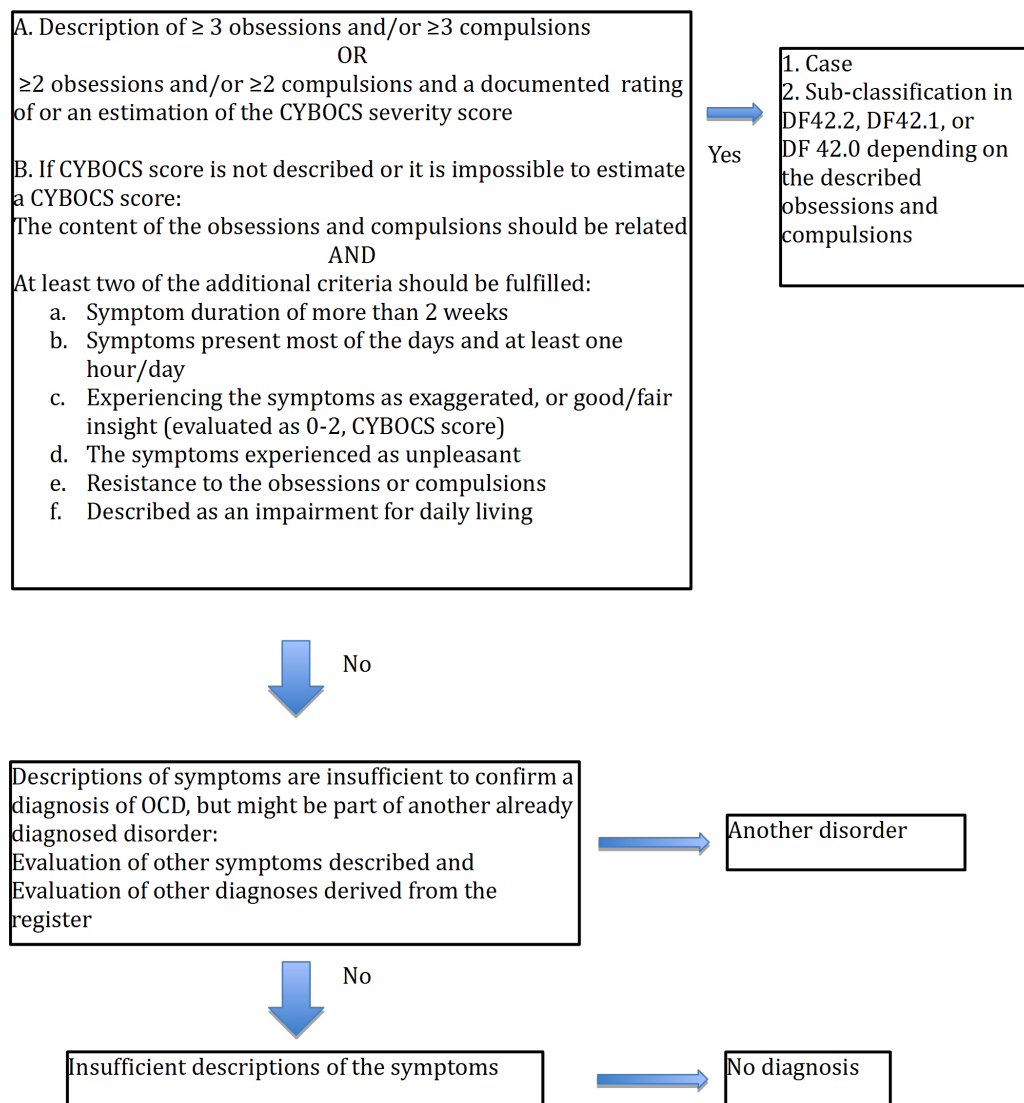 A. Description of ≥ 3 obsessions and/or ≥3 compulsions
OR
≥2 obsessions and/or ≥2 compulsions and a documented rating
of or an estimation of the CYBOCS severity score
B. If CYBOCS score is not described or it is impossible to estimate
a CYBOCS score:
The content of the obsessions and compulsions should be related
AND
At least two of the additional criteria should be fulfilled:
a. Symptom duration of more than 2 weeks
b. Symptoms present most of the days and at least one
hour/day
c. Experiencing the symptoms as exaggerated, or good/fair
insight (evaluated as 0-2, CYBOCS score)
d. The symptoms experienced as unpleasant
e. Resistance to the obsessions or compulsions
f. Described as an impairment for daily living
Yes
1. Case
2. Sub-classification in
DF42.2, DF42.1, or
DF 42.0 depending on
the described
obsessions and
compulsions
No
Descriptions of symptoms are insufficient to confirm a
diagnosis of OCD, but might be part of another already
diagnosed disorder:
Evaluation of other symptoms described and
Evaluation of other diagnoses derived from the
register
Another disorder
No
Insufficient descriptions of the symptoms
No diagnosis